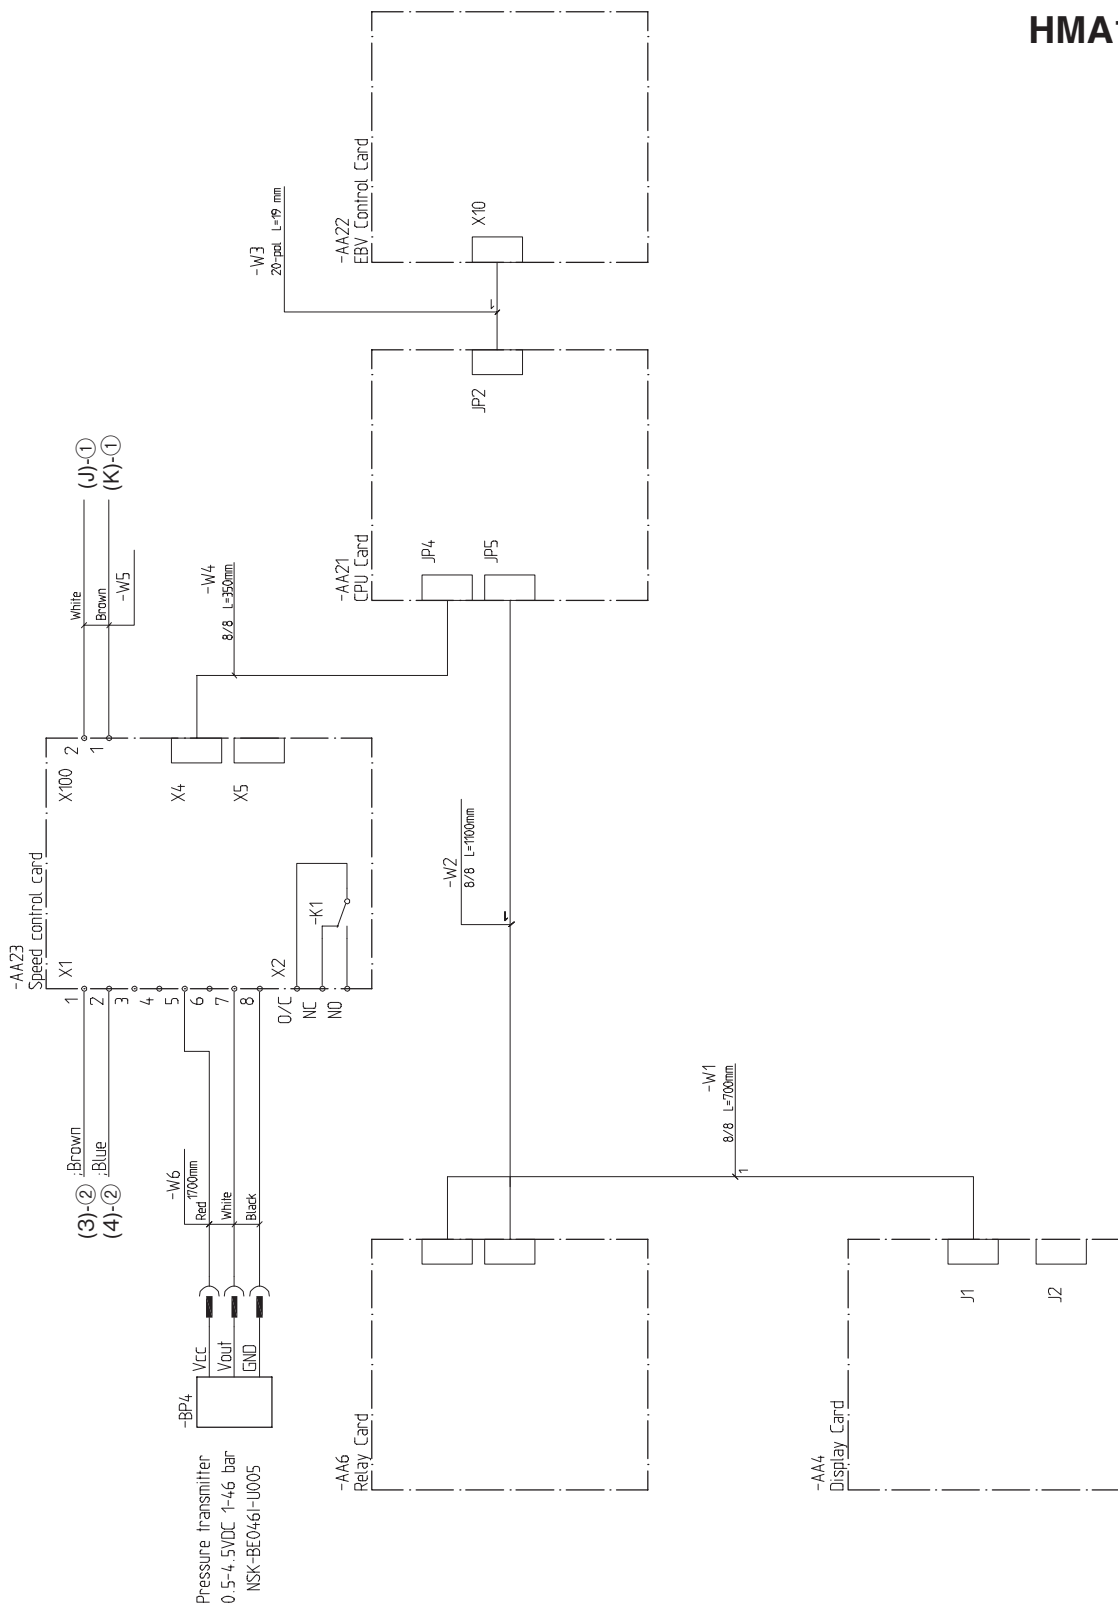 HMA1
-AA22
EBV Control Card
X10
-W3
20-pol L=19 mm
1
-AA21
CPU Card
JP2
JP4
JP5
(J)-①
(K)-①
White
Brown
-W5
-W4
8/8 L=350mm
-AA23
Speed control card
X100
2
1
X4
X5
X1
1
2
3
4
5
6
7
8
X2
O/C
NC
NO
-K1
-W2
8/8 L=1100mm
1
(3)-② ;Brown
(4)-② ;Blue
-W6
1700mm
Red
White
Black
-W1
8/8 L=700mm
1
-BP4
Vcc
Vout
GND
Pressure transmitter
0.5-4.5VDC 1-46 bar
NSK-BE046I-U005
-AA6
Relay Card
-AA4
Display Card
J1
J2